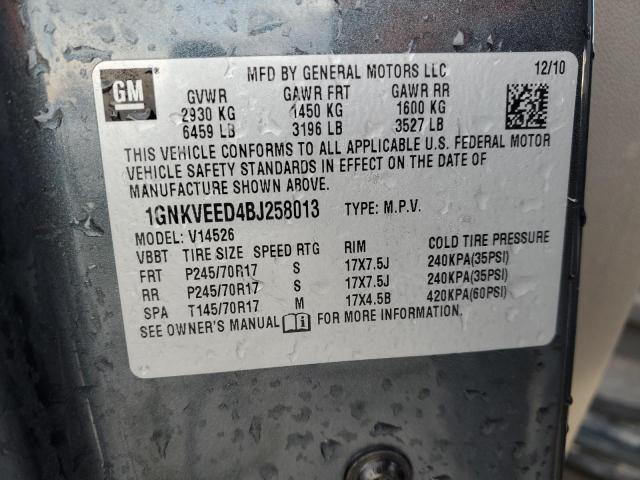 GM
MFD BY GENERAL MOTORS LLC 12/10
GVWR GAWR FRT GAWR RR
2930 KG 1450 KG 1600 KG
6459 LB 3196 LB 3527 LB
THIS VEHICLE CONFORMS TO ALL APPLICABLE U.S. FEDERAL MOTOR
VEHICLE SAFETY STANDARDS IN EFFECT ON THE DATE OF
MANUFACTURE SHOWN ABOVE.
1GNKVEED4BJ258013 TYPE: M.P.V.
MODEL: V14526
VBBT TIRE SIZE SPEED RTG RIM COLD TIRE PRESSURE
FRT P245/70R17 S 17X7.5J 240KPA(35PSI)
RR P245/70R17 S 17X7.5J 240KPA(35PSI)
SPA T145/70R17 M 17X4.5B 420KPA(60PSI)
SEE OWNER'S MANUAL FOR MORE INFORMATION.